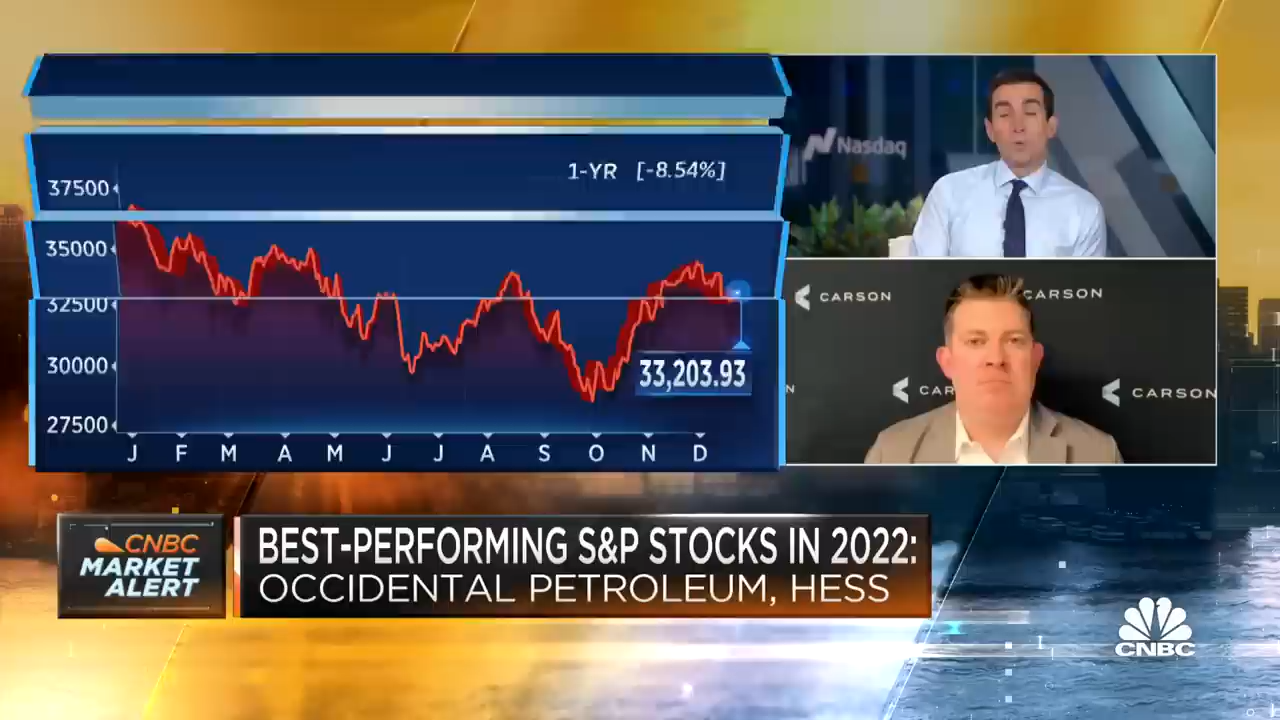 1-YR [-8.54%]
37500
35000
32500
30000
27500
33,203.93
J F M A M J J A S O N D
Nasdaq
CARSON
CARSON
N
CAR
CARSON
CNBC
MARKET
ALERT
BEST-PERFORMING S&P STOCKS IN 2022:
OCCIDENTAL PETROLEUM, HESS
CNBC